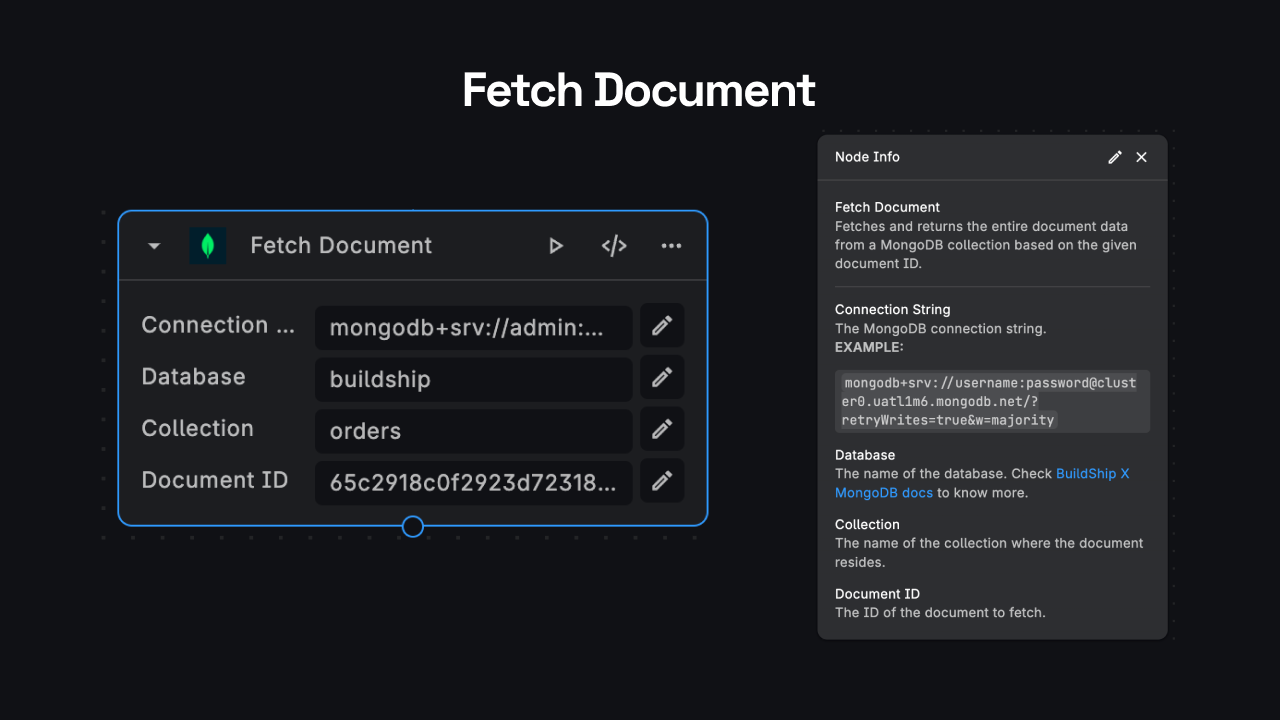 Fetch Document
Fetch Document
Connection ...
mongodb+srv://admin:...
Database
buildship
Collection
orders
Document ID
65c2918c0f2923d72318...
Node Info
Fetch Document
Fetches and returns the entire document data
from a MongoDB collection based on the given
document ID.
Connection String
The MongoDB connection string.
EXAMPLE:
mongodb+srv://username:password@clust
er0.uatl1m6.mongodb.net/?
retryWrites=true&w=majority
Database
The name of the database. Check BuildShip X
MongoDB docs to know more.
Collection
The name of the collection where the document
resides.
Document ID
The ID of the document to fetch.